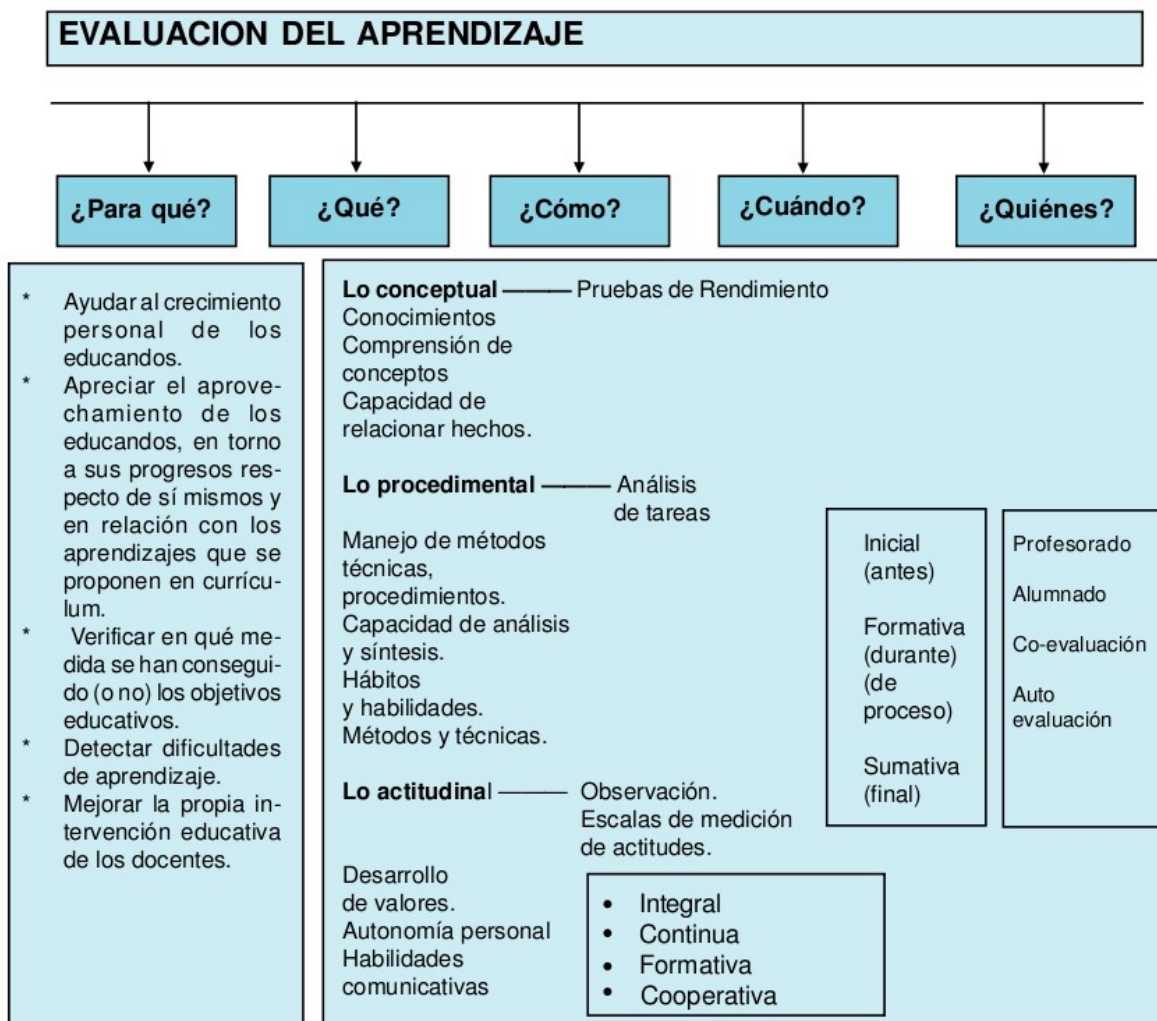 EVALUACION DEL APRENDIZAJE
¿Para qué?
¿Qué?
¿Cómo?
¿Cuándo?
¿Quiénes?
* Ayudar al crecimiento
personal de los
educandos.
* Apreciar el aprove-
chamiento de los
educandos, en torno
a sus progresos res-
pecto de sí mismos y
en relación con los
aprendizajes que se
proponen en currícu-
lum.
* Verificar en qué me-
dida se han consegui-
do (o no) los objetivos
educativos.
* Detectar dificultades
de aprendizaje.
* Mejorar la propia in-
tervención educativa
de los docentes.
Lo conceptual ——— Pruebas de Rendimiento
Conocimientos
Comprensión de
conceptos
Capacidad de
relacionar hechos.
Lo procedimental ——— Análisis
de tareas
Manejo de métodos
técnicas,
procedimientos.
Capacidad de análisis
y síntesis.
Hábitos
y habilidades.
Métodos y técnicas.
Lo actitudinal ——— Observación.
Escalas de medición
de actitudes.
Desarrollo
de valores.
Autonomía personal
Habilidades
comunicativas
• Integral
• Continua
• Formativa
• Cooperativa
Inicial
(antes)
Formativa
(durante)
(de
proceso)
Sumativa
(final)
Profesorado
Alumnado
Co-evaluación
Auto
evaluación